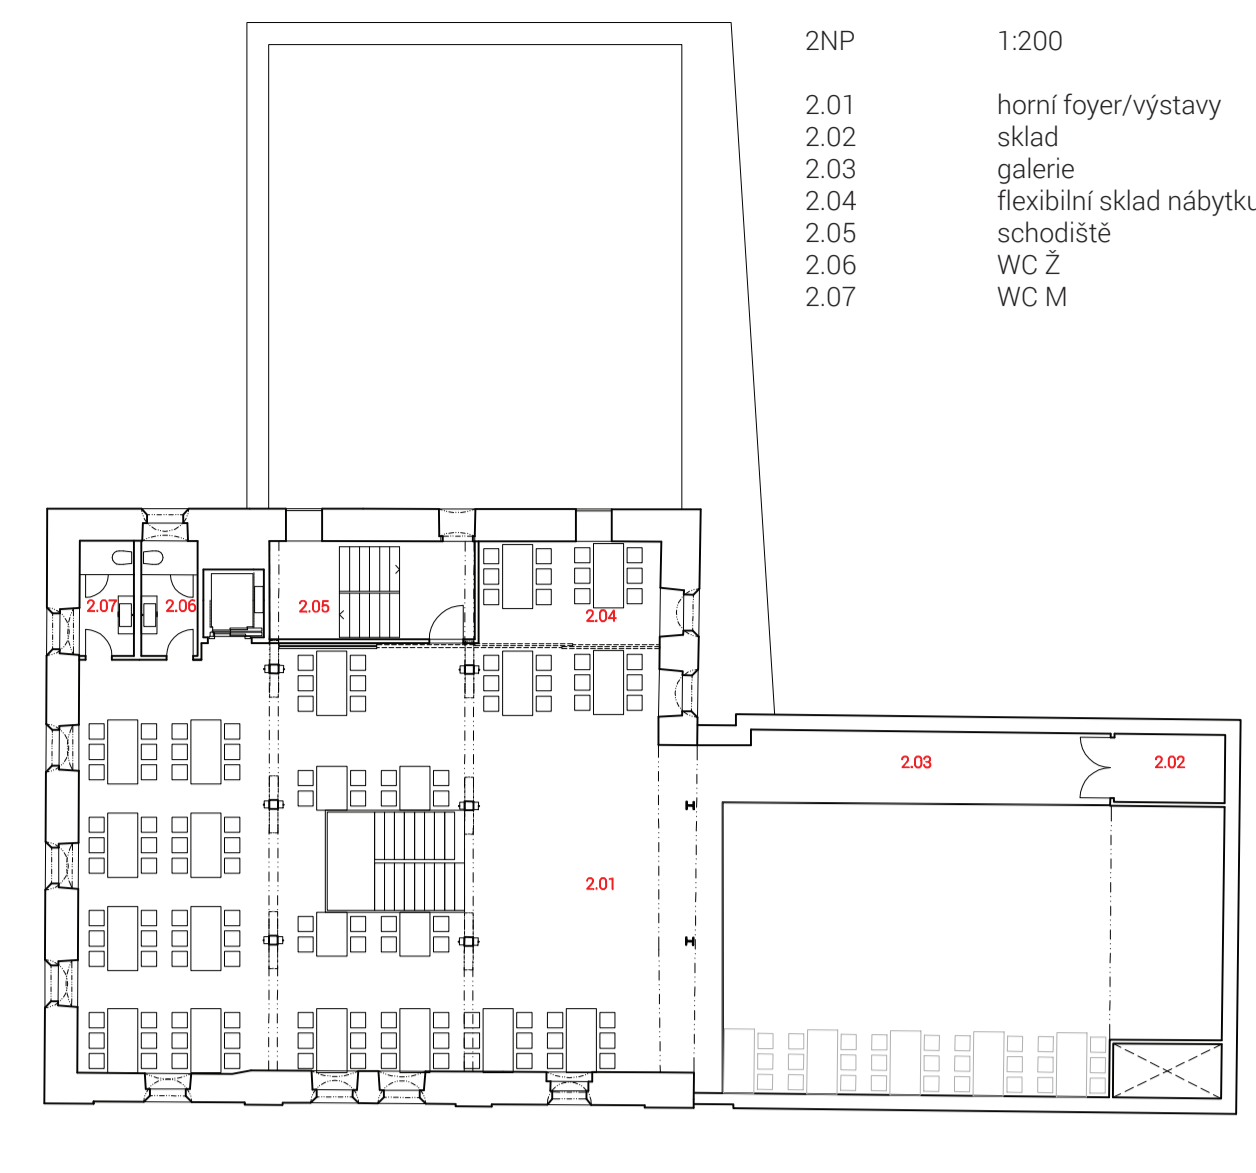 2NP 1:200
2.01 horní foyer/výstavy
2.02 sklad
2.03 galerie
2.04 flexibilní sklad nábytku
2.05 schodiště
2.06 WC Ž
2.07 WC M
2.07 2.06 2.05 2.04
2.03 2.02
2.01